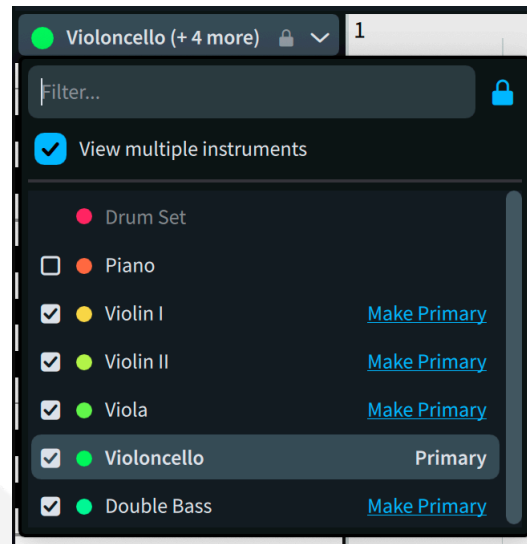 Violoncello (+ 4 more)
1
Filter...
View multiple instruments
Drum Set
Piano
Violin I Make Primary
Violin II Make Primary
Viola Make Primary
Violoncello Primary
Double Bass Make Primary